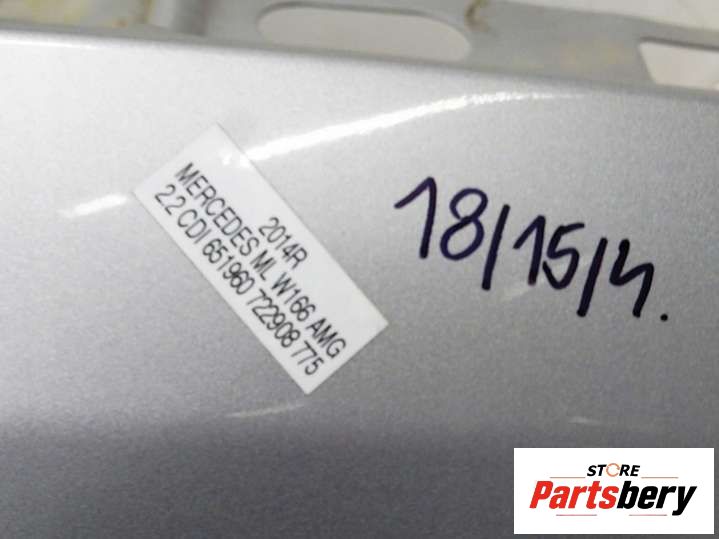 2014R
MERCEDES ML W166 AMG
2.2 CDI 651960 722908 775
18/15/4.
STORE
Partsbery